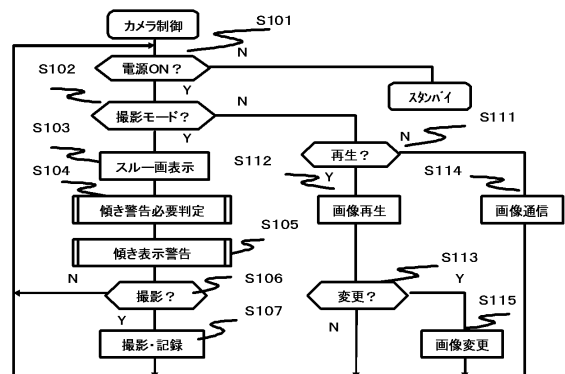 カメラ制御
S101
N
電源ON？
S102
Y
N
スタンバイ
撮影モード？
S111
S103
Y
N
スルー画表示
S112
再生？
S114
S104
Y
傾き警告必要判定
画像再生
画像通信
S105
傾き表示警告
S113
N
S106
Y
撮影？
変更？
S115
Y
S107
N
撮影・記録
画像変更